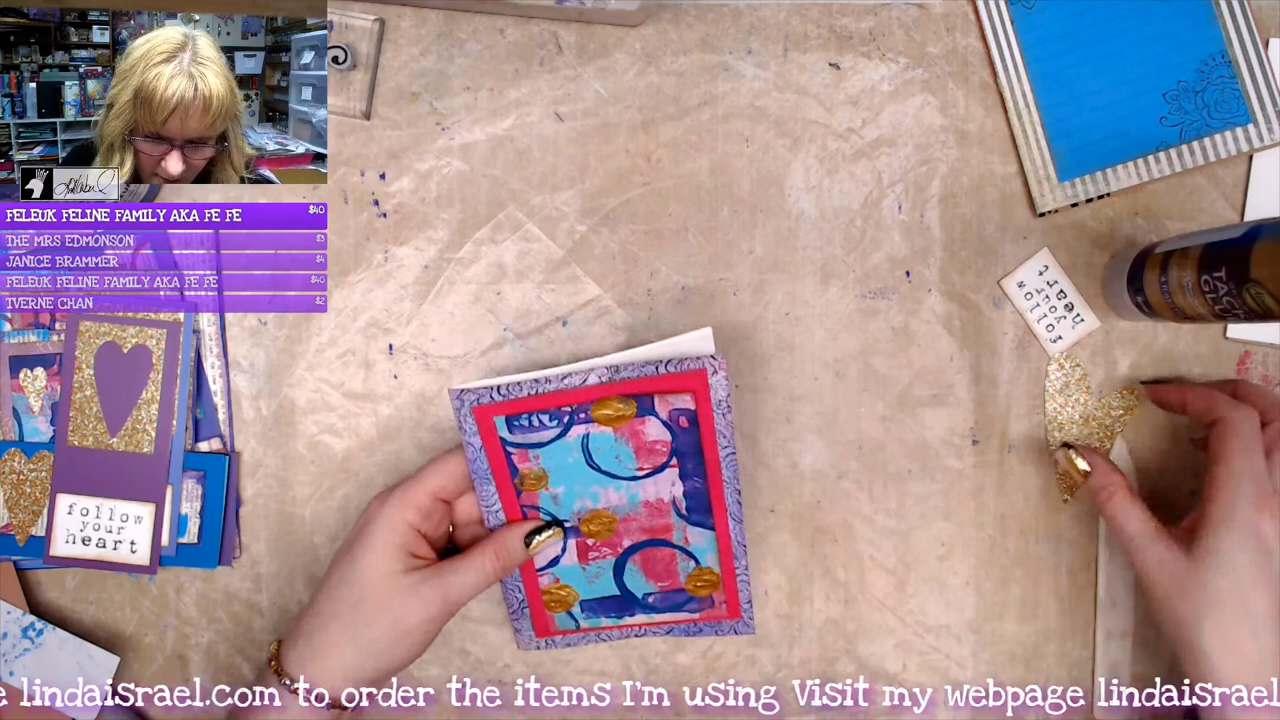 FELEUK FELINE FAMILY AKA FE FE $40
THE MRS EDMONSON $3
JANICE BRAMMER $4
FELEUK FELINE FAMILY AKA FE FE $40
TVERNE CHAN $2
follow
your
heart
follow
your
heart
TAC
e lindaisrael.com to order the items I'm using Visit my webpage lindaisrael